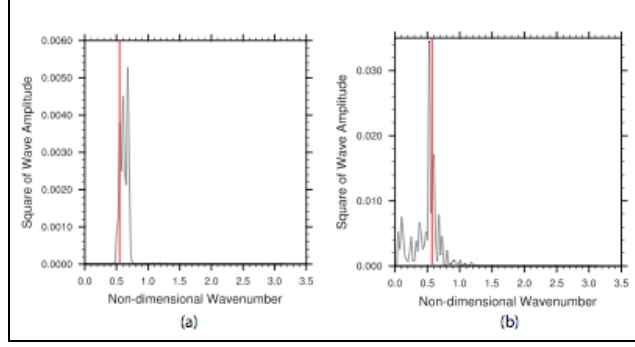 0.0060
0.0050
0.0040
0.0030
0.0020
0.0010
0.0000
Square of Wave Amplitude
0.0 0.5 1.0 1.5 2.0 2.5 3.0 3.5
Non-dimensional Wavenumber
(a)
0.030
0.020
0.010
0.000
Square of Wave Amplitude
0.0 0.5 1.0 1.5 2.0 2.5 3.0 3.5
Non-dimensional Wavenumber
(b)